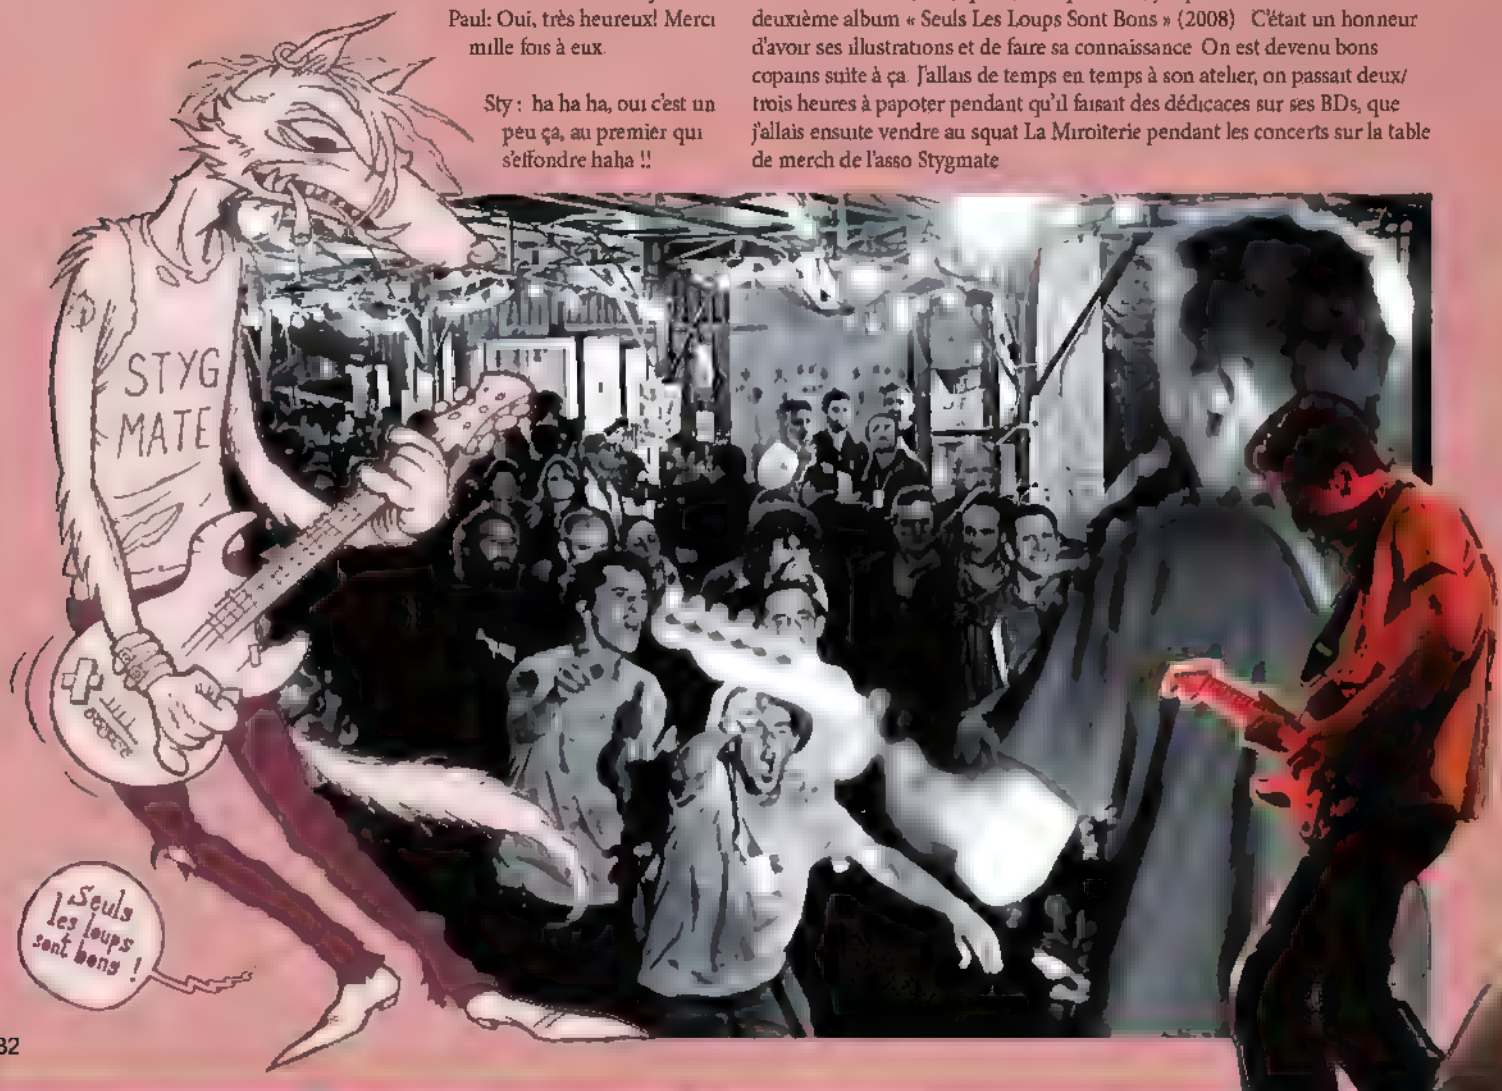 Paul: Oui, très heureux! Merci
mille fois à eux.
Sty : ha ha ha, oui c'est un
peu ça, au premier qui
s'effondre haha !!
deuxième album « Seuls Les Loups Sont Bons » (2008) C'était un honneur
d'avoir ses illustrations et de faire sa connaissance On est devenu bons
copains suite à ça J'allais de temps en temps à son atelier, on passait deux/
trois heures à papoter pendant qu'il faisait des dédicaces sur ses BDs, que
j'allais ensuite vendre au squat La Miroiterie pendant les concerts sur la table
de merch de l'asso Stygmate
STYG
MATE
Seuls
les loups
sont bons !
32